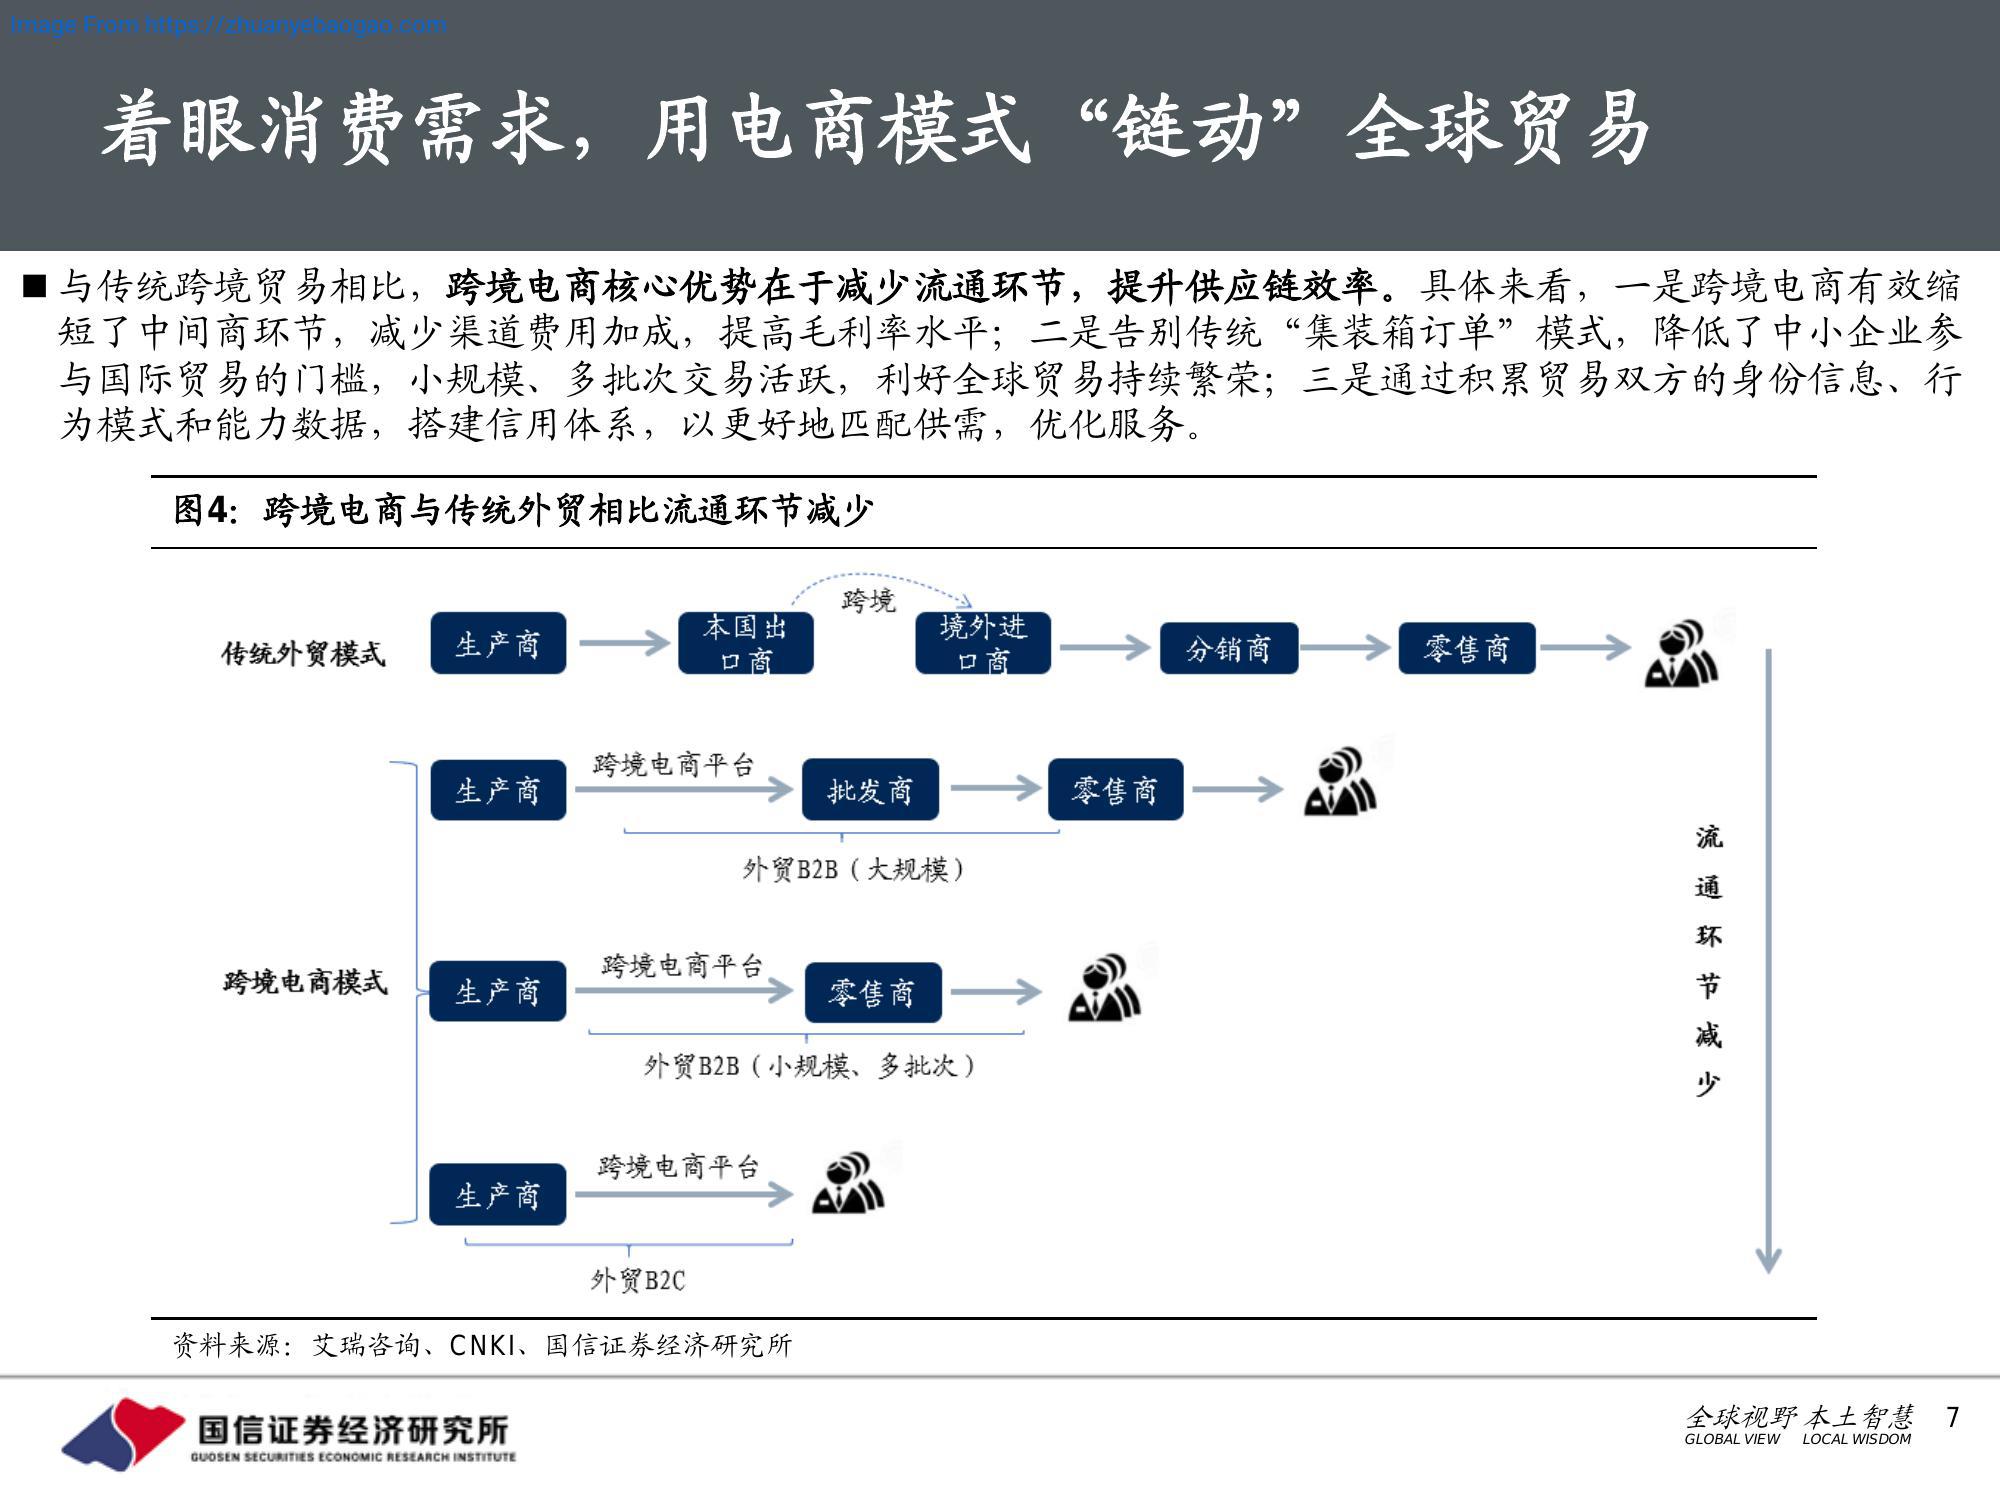 Image From https://zhuanyebaogao.com
着眼消费需求，用电商模式“链动”全球贸易
■与传统跨境贸易相比，跨境电商核心优势在于减少流通环节，提升供应链效率。具体来看，一是跨境电商有效缩
短了中间商环节，减少渠道费用加成，提高毛利率水平；二是告别传统“集装箱订单”模式，降低了中小企业参
与国际贸易的门槛，小规模、多批次交易活跃，利好全球贸易持续繁荣；三是通过积累贸易双方的身份信息、行
为模式和能力数据，搭建信用体系，以更好地匹配供需，优化服务。
图4：跨境电商与传统外贸相比流通环节减少
传统外贸模式
生产商
本国出
口商
跨境
境外进
口商
分销商
零售商
跨境电商模式
生产商
跨境电商平台
批发商
零售商
外贸B2B（大规模）
生产商
跨境电商平台
零售商
外贸B2B（小规模、多批次）
生产商
跨境电商平台
外贸B2C
流
通
环
节
减
少
资料来源：艾瑞咨询、CNKI、国信证券经济研究所
国信证券经济研究所
GUOSEN SECURITIES ECONOMIC RESEARCH INSTITUTE
全球视野 本土智慧
GLOBAL VIEW LOCAL WISDOM
7